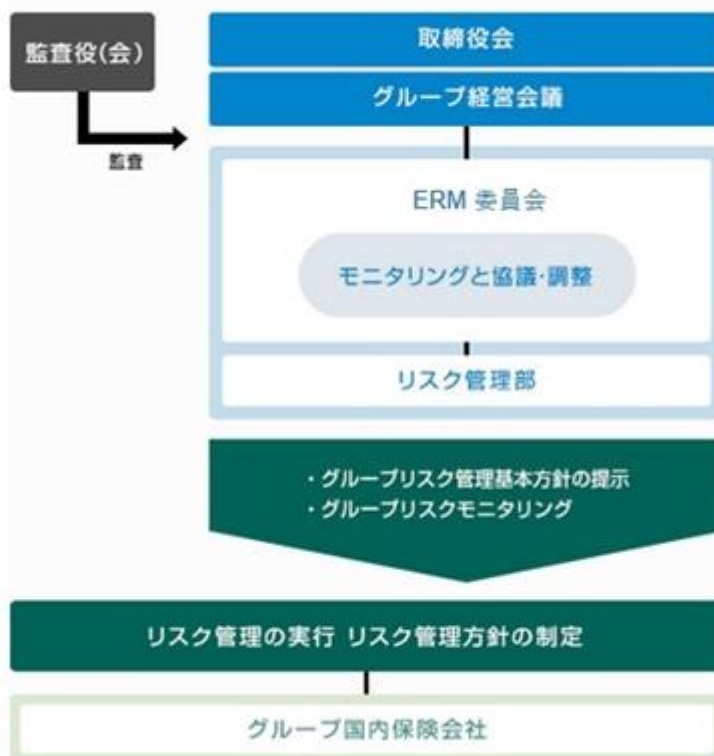 監査役(会)
監査
取締役会
グループ経営会議
ERM 委員会
モニタリングと協議・調整
リスク管理部
・グループリスク管理基本方針の提示
・グループリスクモニタリング
リスク管理の実行 リスク管理方針の制定
グループ国内保険会社